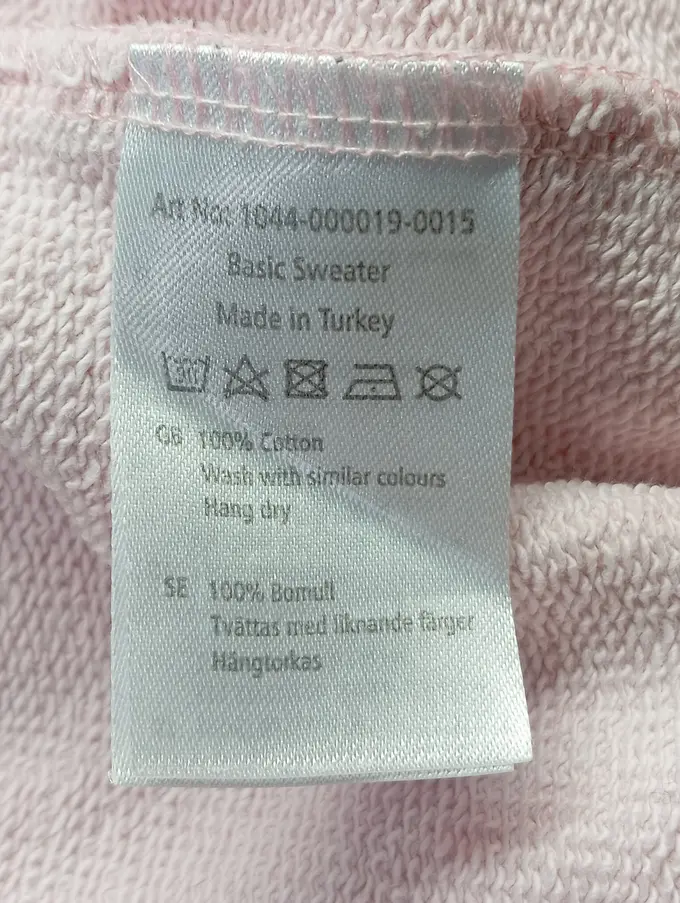 Art No: 1044-000019-0015
Basic Sweater
Made in Turkey
30
GB 100% Cotton
Wash with similar colours
Hang dry
SE 100% Bomull
Tvättas med liknande färger
Hängtorkas